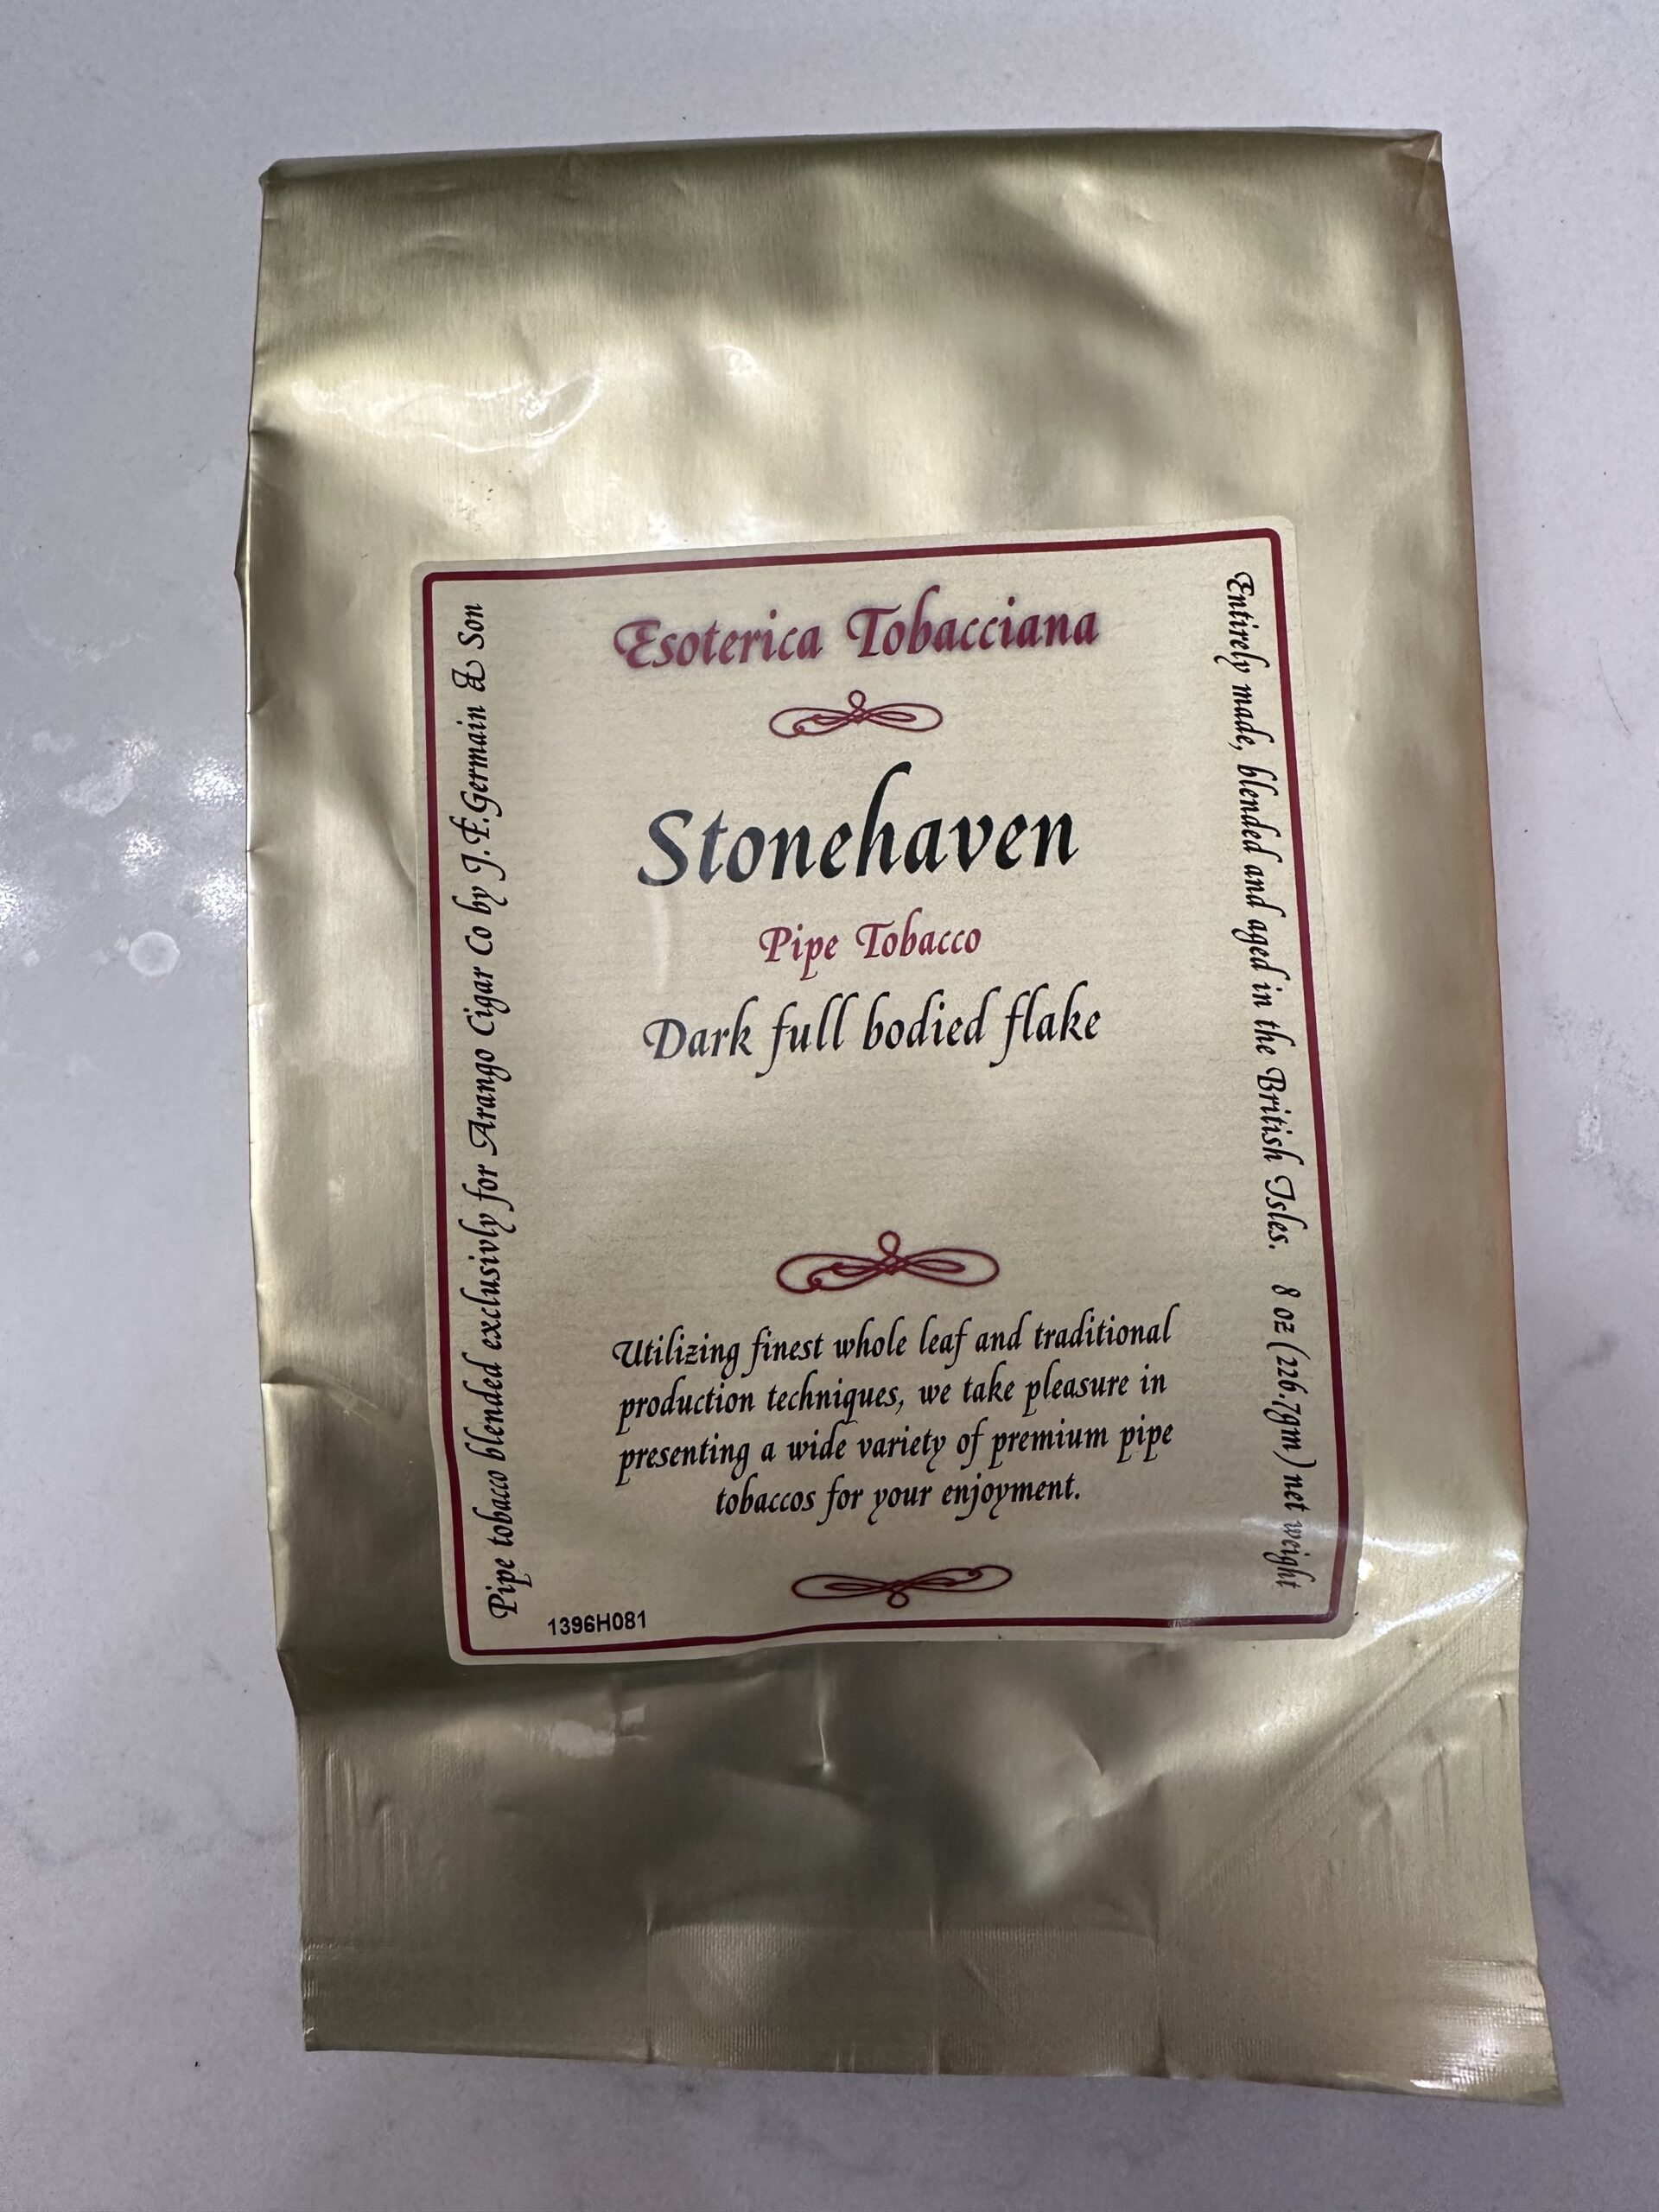 Esoterica Tobacciana
Stonehaven
Pipe Tobacco
Dark full bodied flake
Utilizing finest whole leaf and traditional
production techniques, we take pleasure in
presenting a wide variety of premium pipe
tobaccos for your enjoyment.
1396H081
Pipe tobacco blended exclusivly for Arango Cigar Co by J.F.Germain & Son
Entirely made, blended and aged in the British Isles. 8 oz (226.7gm) net weight